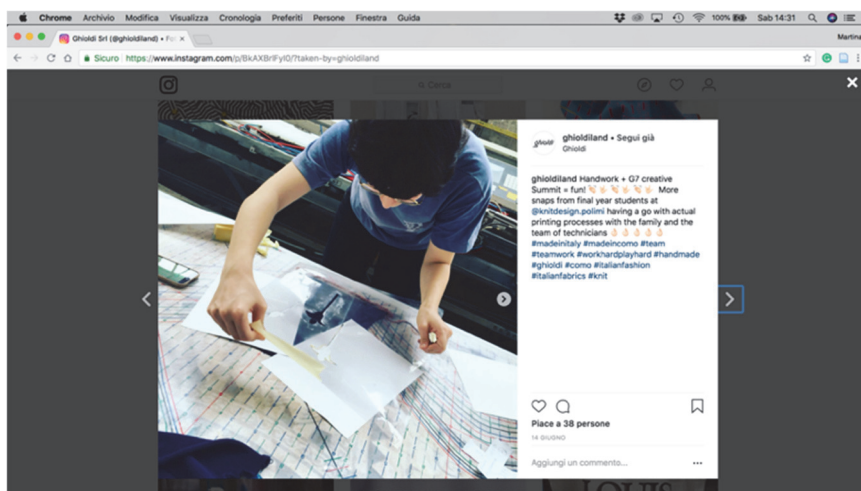 Chrome Archivio Modifica Visualizza Cronologia Preferiti Persone Finestra Guida 100% Sab 14:31
Ghioldi Srl (@ghioldiland) • Fot × Martina
Sicuro https://www.instagram.com/p/BkAXBrlFyl0/?taken-by=ghioldiland
Cerca
ghioldiland • Segui già
Ghioldi
ghioldiland Handwork + G7 creative
Summit = fun! More
snaps from final year students at
@knitdesign.polimi having a go with actual
printing processes with the family and the
team of technicians 👌🏻👌🏻👌🏻👌🏻👌🏻
#madeinitaly #madeincomo #team
#teamwork #workhardplayhard #handmade
#ghioldi #como #italianfashion
#italianfabrics #knit
Piace a 38 persone
14 GIUGNO
Aggiungi un commento...
LOUIS